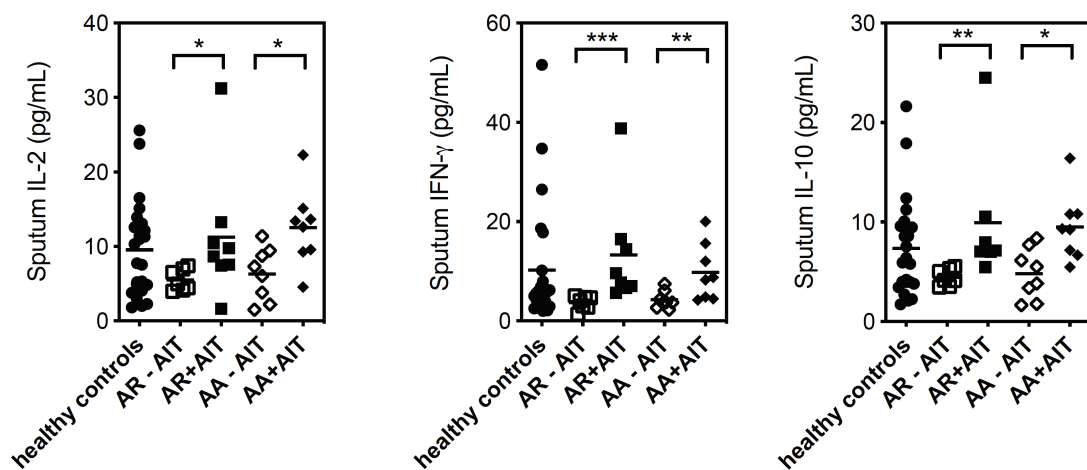 Sputum IL-2 (pg/mL)
40
30
20
10
0
*
*
healthy controls
AR - AIT
AR+AIT
AA - AIT
AA+AIT
Sputum IFN-γ (pg/mL)
60
40
20
0
***
**
healthy controls
AR - AIT
AR+AIT
AA - AIT
AA+AIT
Sputum IL-10 (pg/mL)
30
20
10
0
**
*
healthy controls
AR - AIT
AR+AIT
AA - AIT
AA+AIT